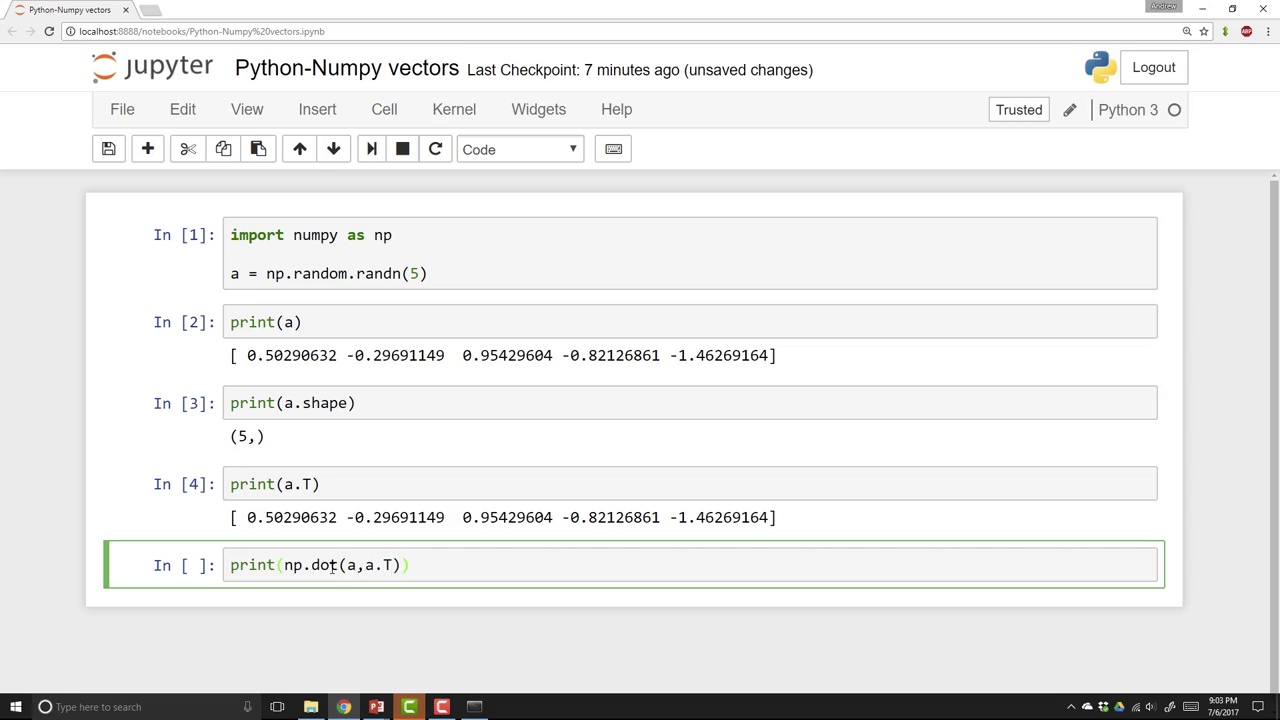 Python-Numpy vectors
Andrew
localhost:8888/notebooks/Python-Numpy%20vectors.ipynb
ABP
jupyter Python-Numpy vectors Last Checkpoint: 7 minutes ago (unsaved changes) Logout
File Edit View Insert Cell Kernel Widgets Help Trusted Python 3
Code
In [1]: import numpy as np
a = np.random.randn(5)
In [2]: print(a)
[ 0.50290632 -0.29691149 0.95429604 -0.82126861 -1.46269164]
In [3]: print(a.shape)
(5,)
In [4]: print(a.T)
[ 0.50290632 -0.29691149 0.95429604 -0.82126861 -1.46269164]
In [ ]: print(np.dot(a,a.T))
Type here to search
9:03 PM
7/6/2017